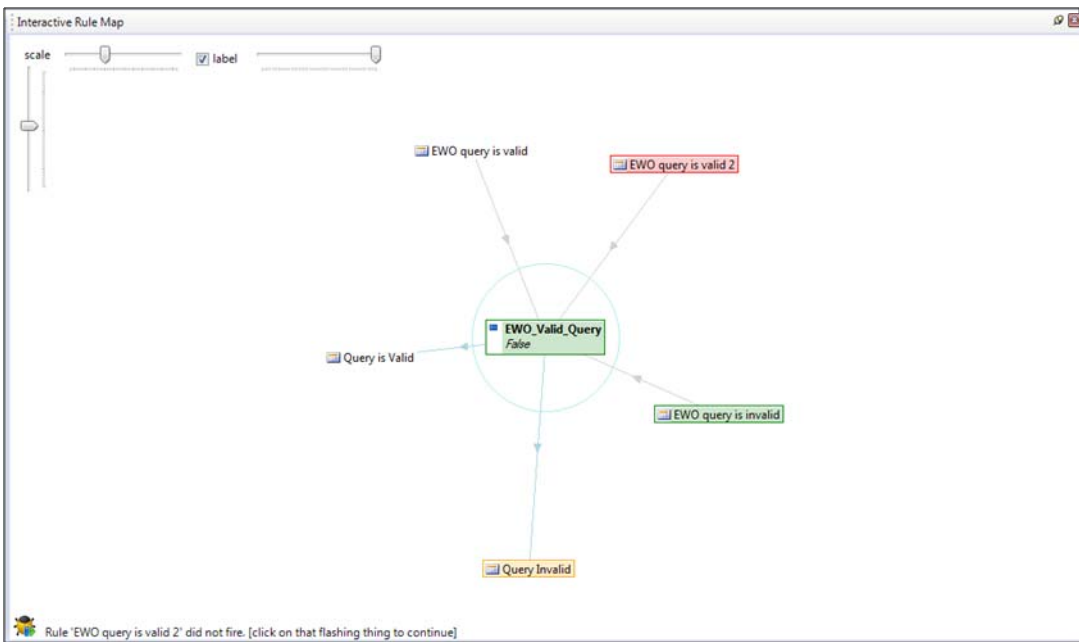 Interactive Rule Map
scale
label
EWO query is valid
EWO query is valid 2
EWO_Valid_Query
False
Query is Valid
EWO query is invalid
Query Invalid
Rule 'EWO query is valid 2' did not fire. [click on that flashing thing to continue]